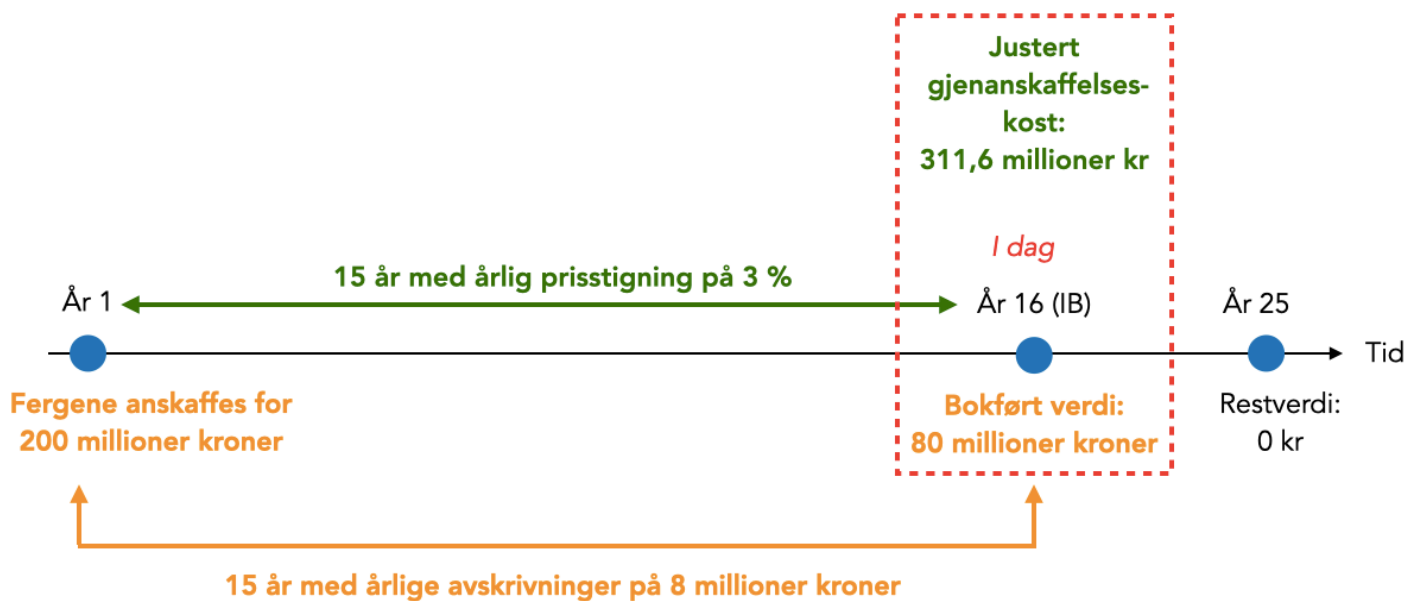 Justert
gjenanskaffelses-
kost:
311,6 millioner kr
I dag
15 år med årlig prisstigning på 3 %
År 1
År 16 (IB)
År 25
Tid
Fergene anskaffes for
200 millioner kroner
Bokført verdi:
80 millioner kroner
Restverdi:
0 kr
15 år med årlige avskrivninger på 8 millioner kroner